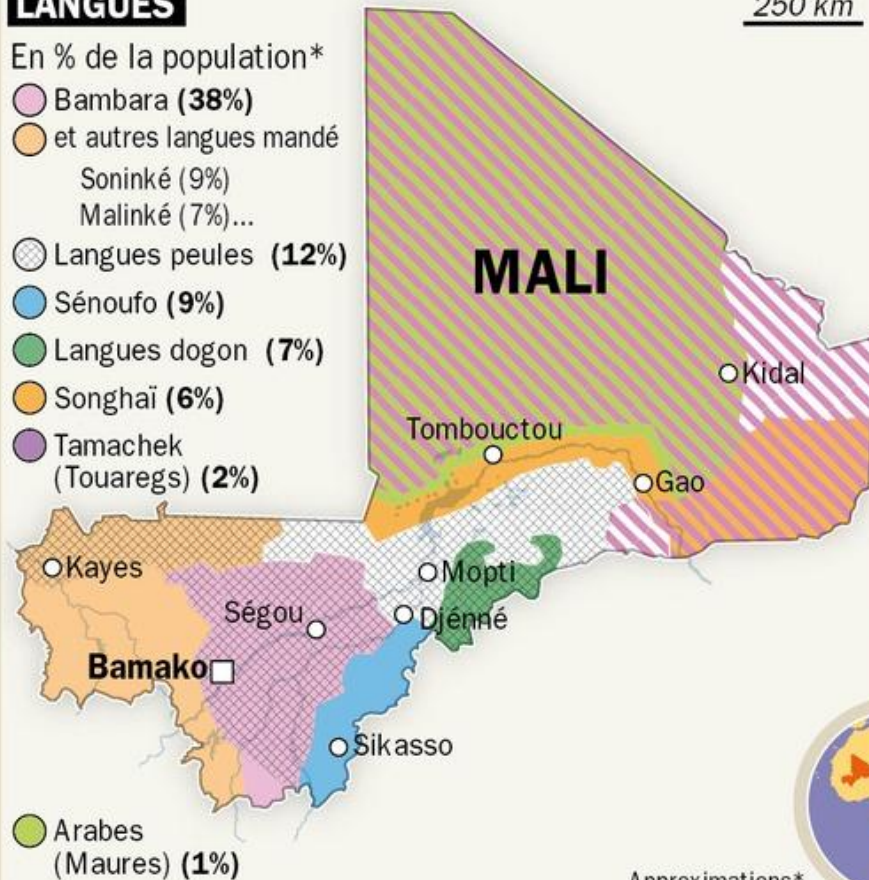 LANGUES
250 km
En % de la population*
Bambara (38%)
et autres langues mandé
Soninké (9%)
Malinké (7%)...
Langues peules (12%)
Sénoufo (9%)
Langues dogon (7%)
Songhaï (6%)
Tamachek
(Touaregs) (2%)
MALI
Kidal
Tombouctou
Gao
Kayes
Mopti
Ségou
Djénné
Bamako
Sikasso
Arabes
(Maures) (1%)
Approximations*